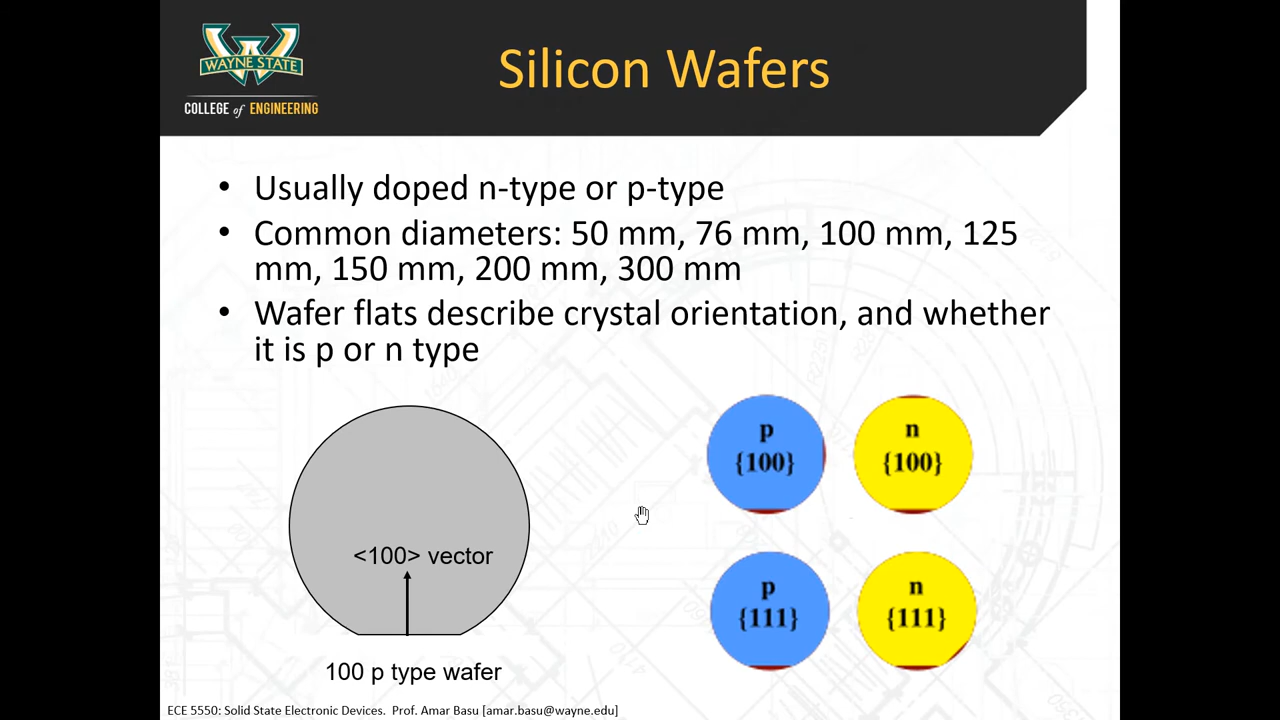 WAYNE STATE
COLLEGE of ENGINEERING
Silicon Wafers
• Usually doped n-type or p-type
• Common diameters: 50 mm, 76 mm, 100 mm, 125
mm, 150 mm, 200 mm, 300 mm
• Wafer flats describe crystal orientation, and whether
it is p or n type
<100> vector
100 p type wafer
p
{100}
n
{100}
p
{111}
n
{111}
ECE 5550: Solid State Electronic Devices. Prof. Amar Basu [amar.basu@wayne.edu]